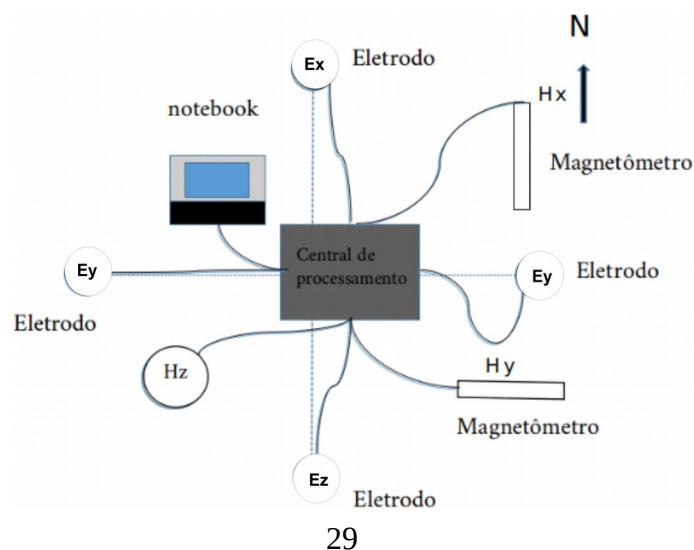 N
Ex
Eletrodo
Hx
notebook
Magnetômetro
Central de
processamento
Ey
Ey
Eletrodo
Eletrodo
Hz
Hy
Magnetômetro
Ez
Eletrodo
29